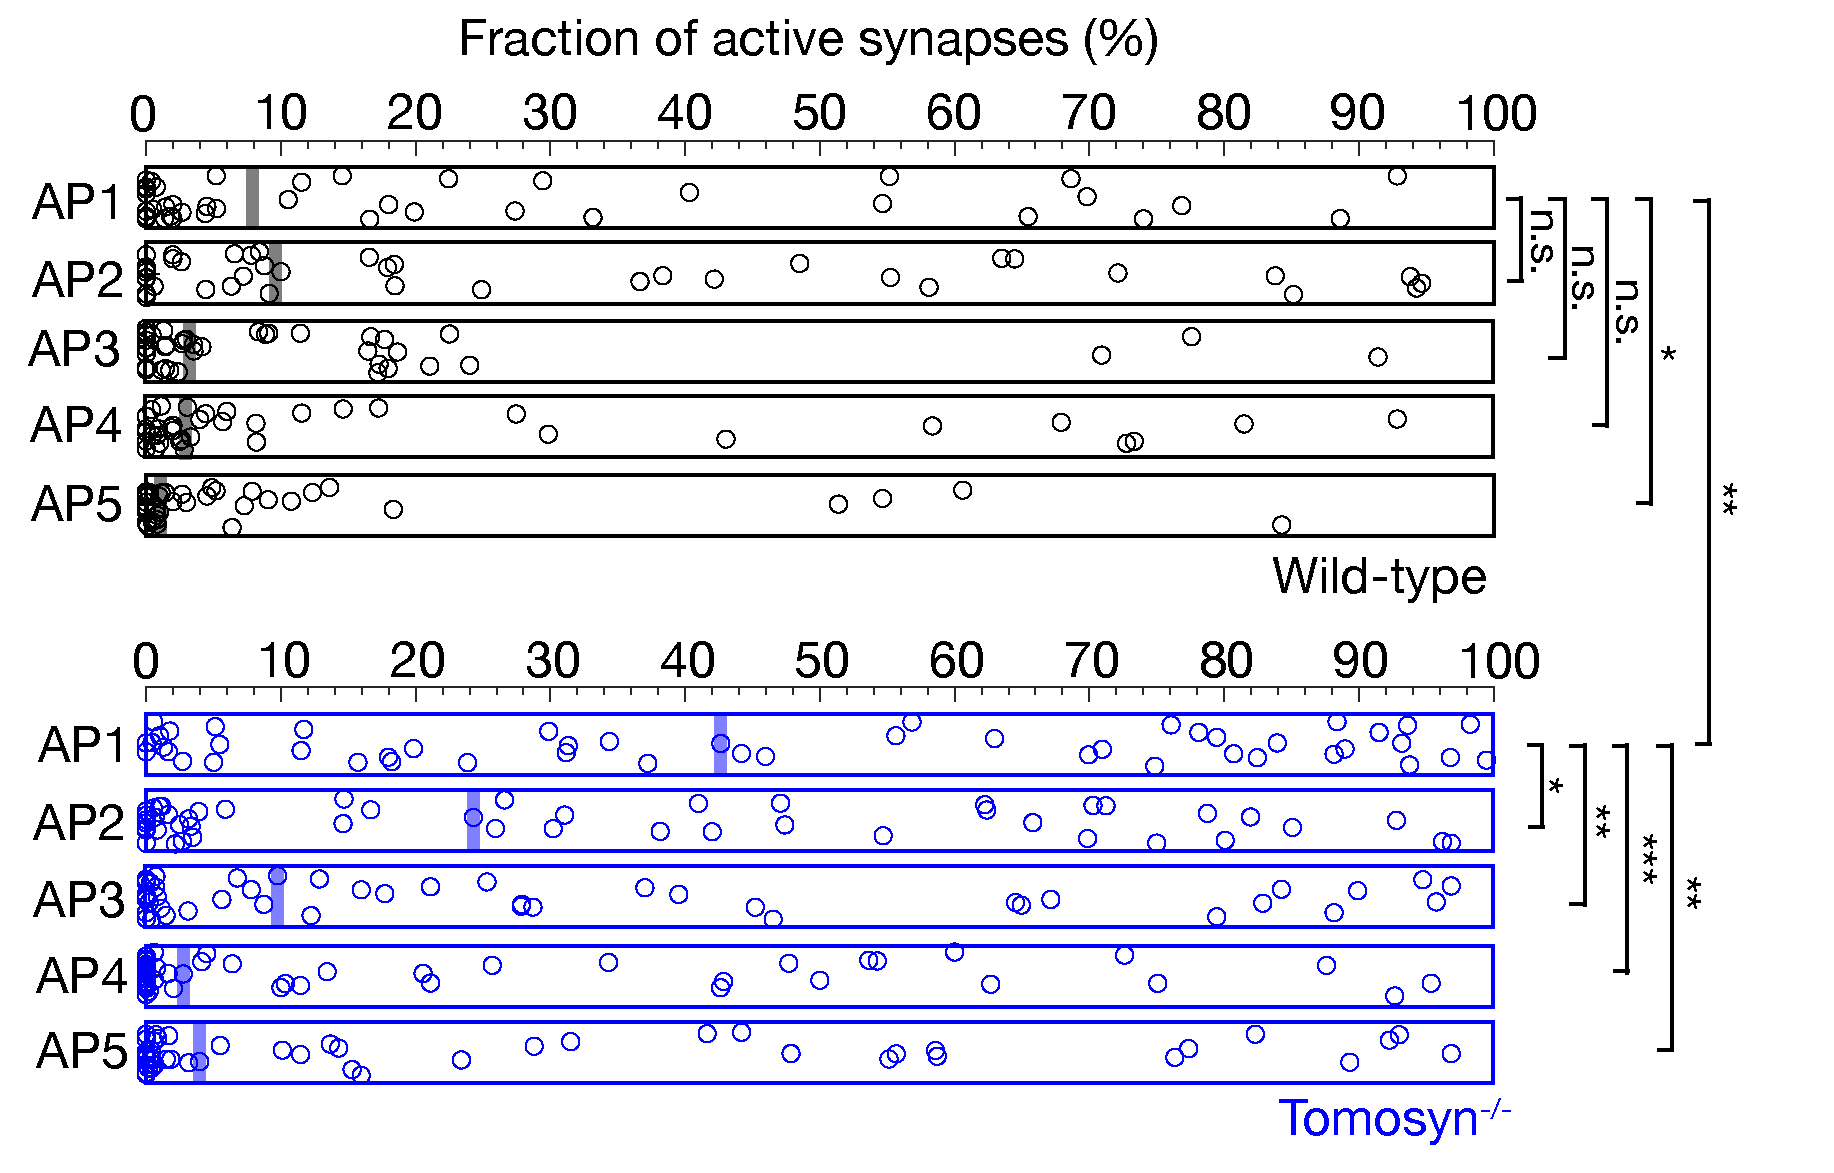 Fraction of active synapses (%)
0 10 20 30 40 50 60 70 80 90 100
AP1
AP2
AP3
AP4
AP5
n.s.
n.s.
n.s.
*
**
Wild-type
0 10 20 30 40 50 60 70 80 90 100
AP1
AP2
AP3
AP4
AP5
*
**
***
**
Tomosyn-/-